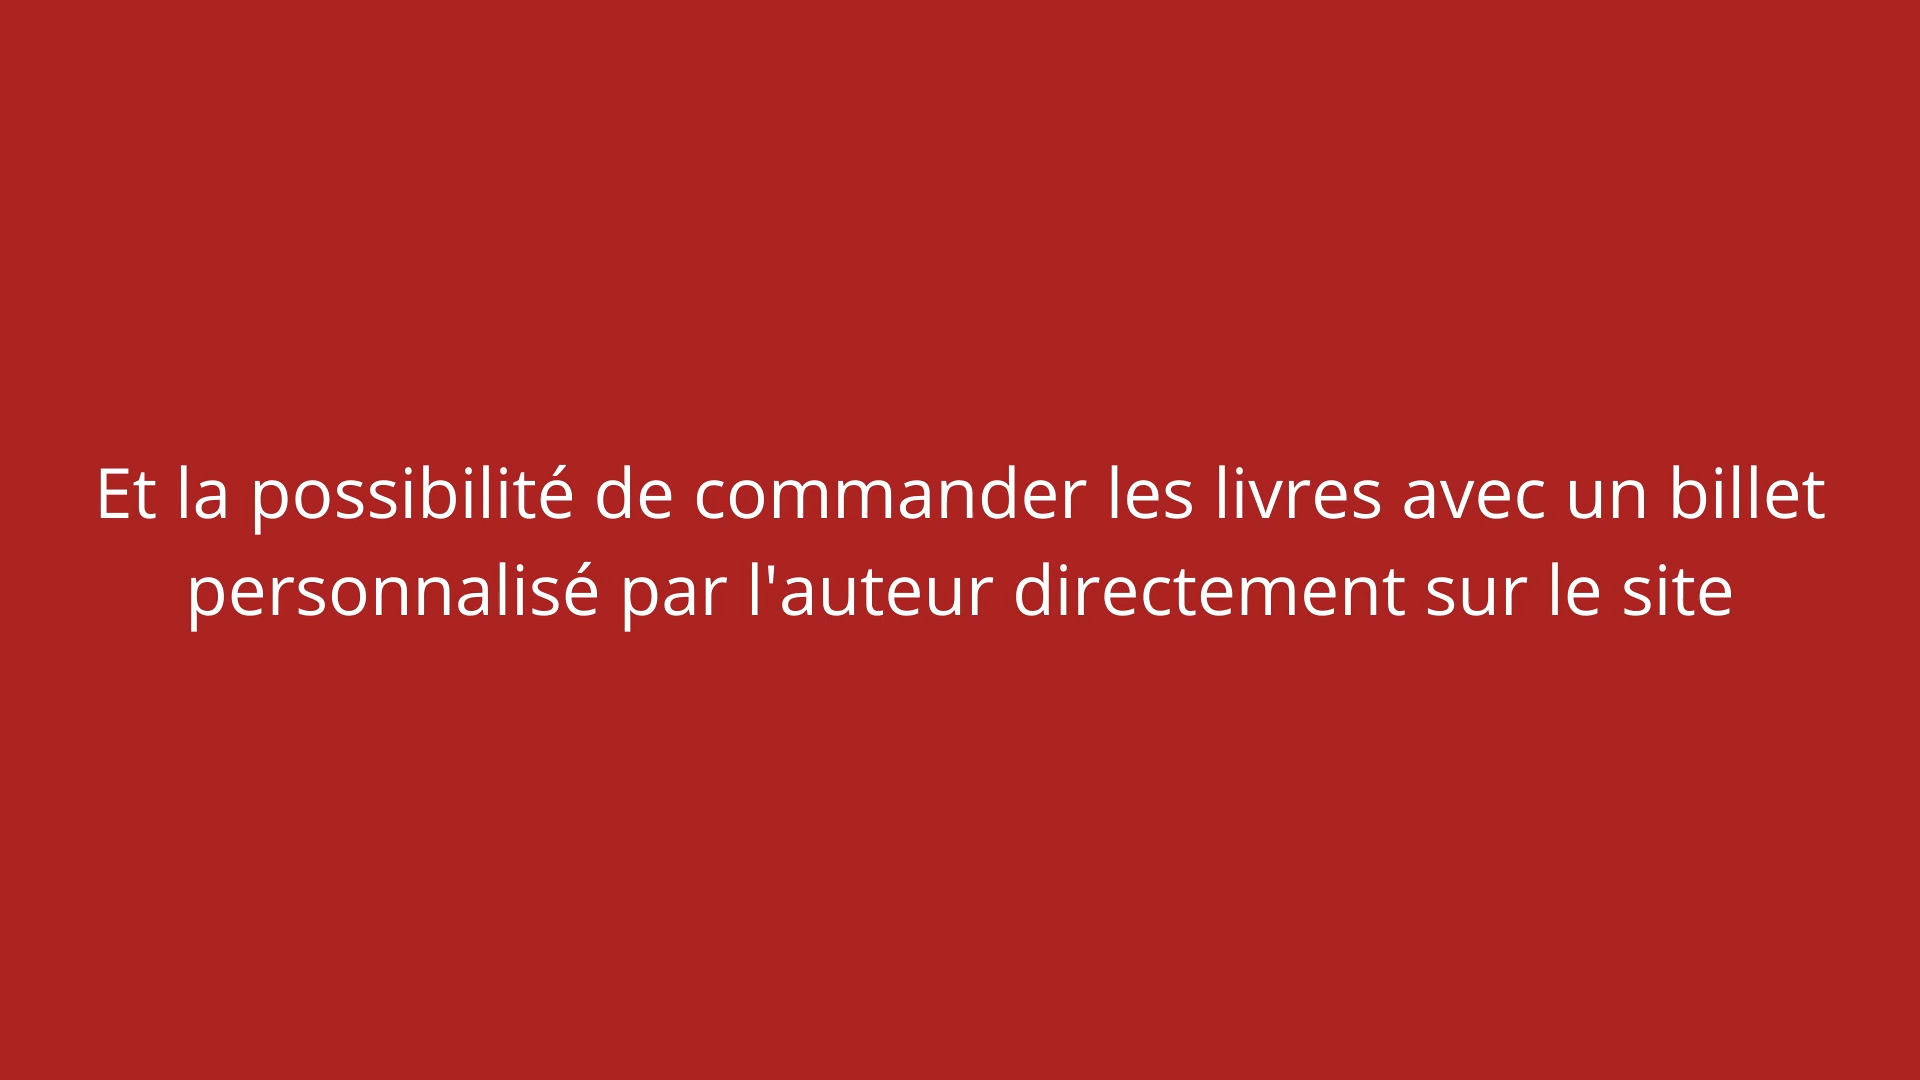 Et la possibilité de commander les livres avec un billet
personnalisé par l'auteur directement sur le site